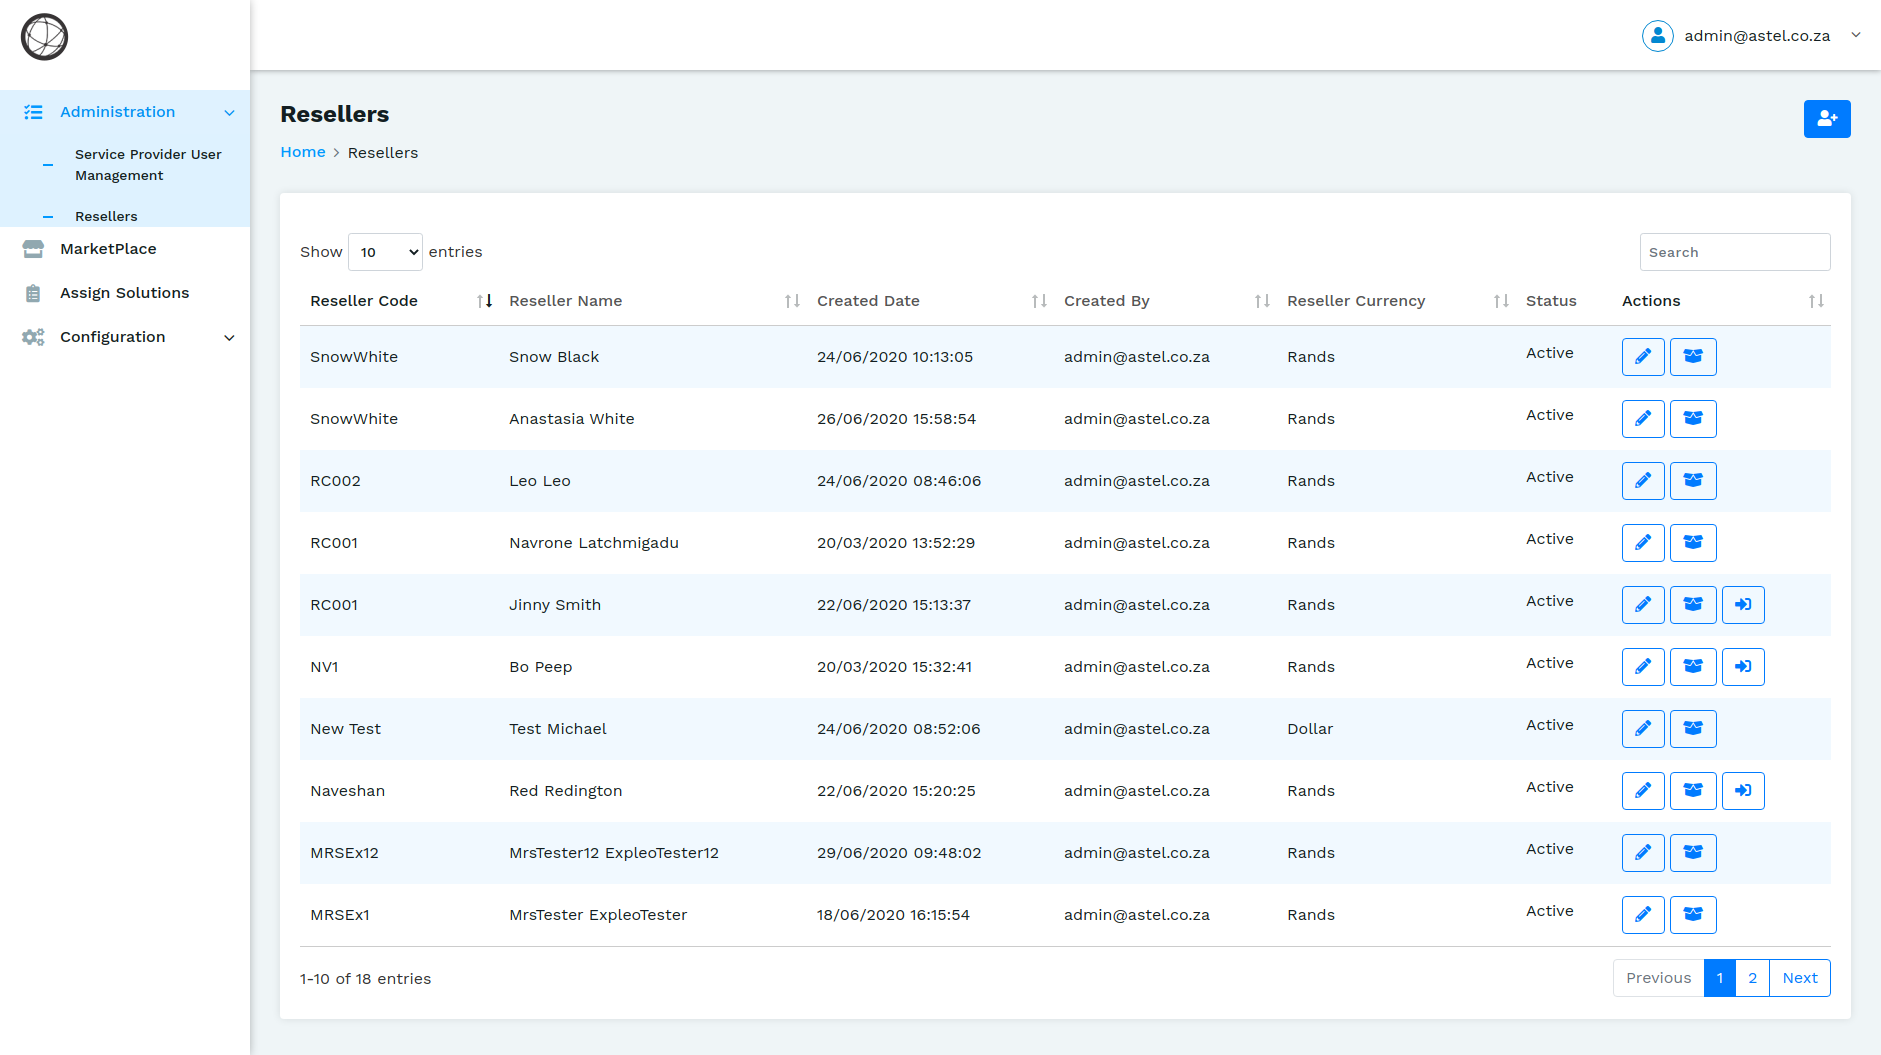 admin@astel.co.za
Administration
Service Provider User
Management
Resellers
MarketPlace
Assign Solutions
Configuration
Resellers
Home > Resellers
Show 10 entries
Search
Reseller Code Reseller Name Created Date Created By Reseller Currency Status Actions
SnowWhite Snow Black 24/06/2020 10:13:05 admin@astel.co.za Rands Active
SnowWhite Anastasia White 26/06/2020 15:58:54 admin@astel.co.za Rands Active
RC002 Leo Leo 24/06/2020 08:46:06 admin@astel.co.za Rands Active
RC001 Navrone Latchmigadu 20/03/2020 13:52:29 admin@astel.co.za Rands Active
RC001 Jinny Smith 22/06/2020 15:13:37 admin@astel.co.za Rands Active
NV1 Bo Peep 20/03/2020 15:32:41 admin@astel.co.za Rands Active
New Test Test Michael 24/06/2020 08:52:06 admin@astel.co.za Dollar Active
Naveshan Red Redington 22/06/2020 15:20:25 admin@astel.co.za Rands Active
MRSEx12 MrsTester12 ExpleoTester12 29/06/2020 09:48:02 admin@astel.co.za Rands Active
MRSEx1 MrsTester ExpleoTester 18/06/2020 16:15:54 admin@astel.co.za Rands Active
1-10 of 18 entries
Previous 1 2 Next